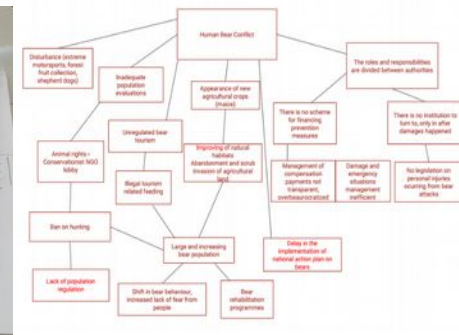 Human Bear Conflict
Disturbance (extreme
motorsports, forest
fruit collection,
shepherd dogs)
Inadequate
population
evaluations
Appearance of new
agricultural crops
(maize)
The roles and responsibilities
are divided between authorities
Unregulated bear
tourism
There is no scheme
for financing
prevention
measures
There is no institution to
turn to, only in after
damages happened
Animal rights -
Conservationist NGO
lobby
Improving of natural
habitats
Abandonment and scrub
invasion of agricultural
land
Illegal tourism
related feeding
Management of
compensation
payments not
transparent,
overbeaurocratized
Damage and
emergency
situations
management
inefficient
No legislation on
personal injuries
ocurring from bear
attacks
Ban on hunting
Large and increasing
bear population
Delay in the
implementation of
national action plan on
bears
Lack of population
regulation
Shift in bear behaviour,
increased lack of fear from
people
Bear
rehabilitation
programmes